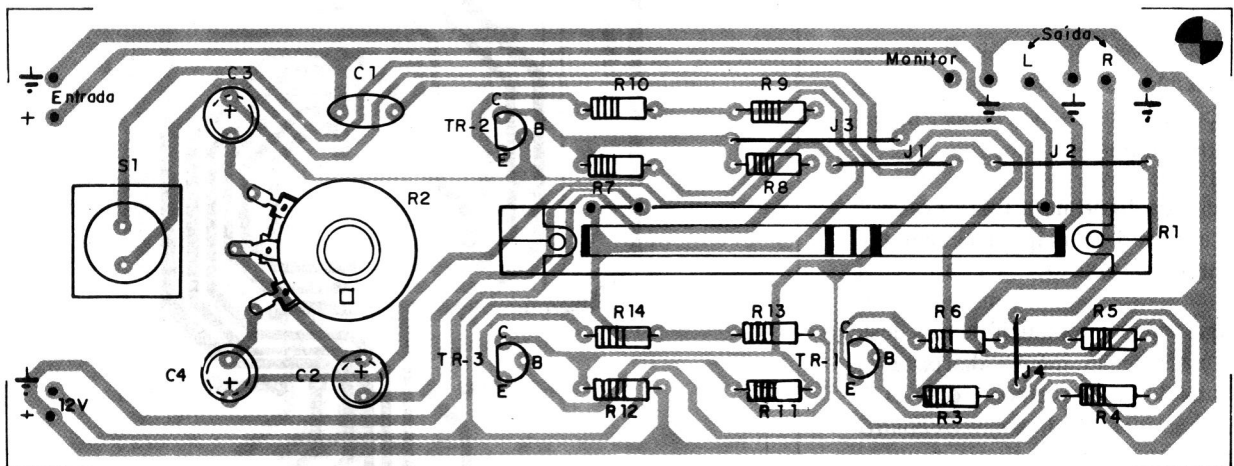 Saída
Monitor L R
Entrada
+
C3 C1
R10 R9
C
TR-2 B
E
J3
J1 J2
S1
R7 R8
R2
R1
R14 R13 R6 R5
C C
TR-3 B TR-1 B
E E
J4
C4 C2
+ +
12V
+
R12 R11 R3 R4